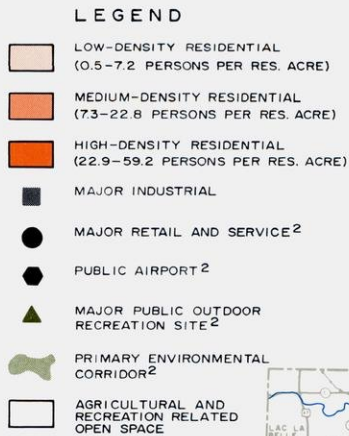 LEGEND
LOW-DENSITY RESIDENTIAL
(0.5-7.2 PERSONS PER RES. ACRE)
MEDIUM-DENSITY RESIDENTIAL
(7.3-22.8 PERSONS PER RES. ACRE)
HIGH-DENSITY RESIDENTIAL
(22.9-59.2 PERSONS PER RES. ACRE)
MAJOR INDUSTRIAL
MAJOR RETAIL AND SERVICE²
PUBLIC AIRPORT²
MAJOR PUBLIC OUTDOOR
RECREATION SITE²
PRIMARY ENVIRONMENTAL
CORRIDOR²
AGRICULTURAL AND
RECREATION RELATED
OPEN SPACE
LAC LA
BELLE